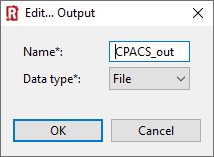 Edit... Output
Name*: CPACS_out
Data type*: File
OK Cancel